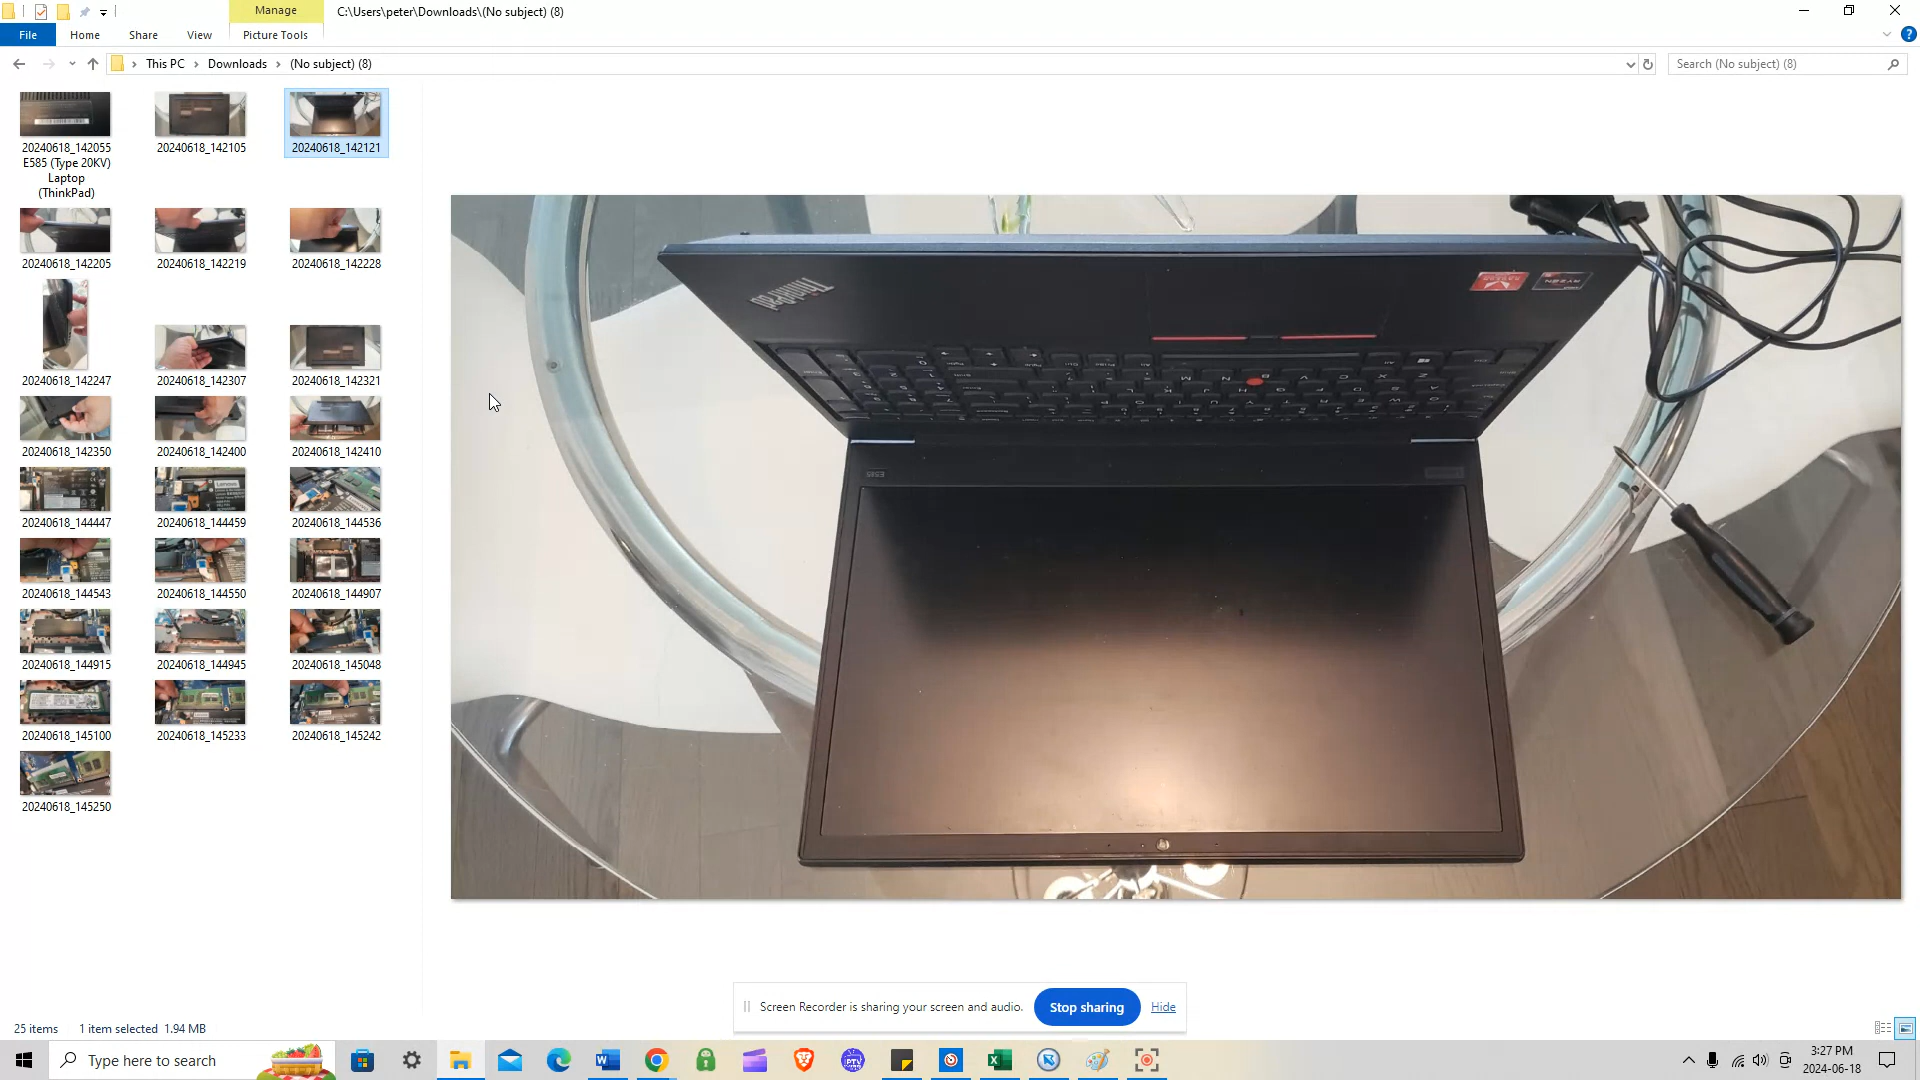 Manage
C:\Users\peter\Downloads\(No subject) (8)
File
Home
Share
View
Picture Tools
This PC
Downloads
(No subject) (8)
Search (No subject) (8)
20240618_142055
E585 (Type 20KV)
Laptop
(ThinkPad)
20240618_142105
20240618_142121
20240618_142205
20240618_142219
20240618_142228
20240618_142247
20240618_142307
20240618_142321
20240618_142350
20240618_142400
20240618_142410
20240618_144447
20240618_144459
20240618_144536
20240618_144543
20240618_144550
20240618_144907
20240618_144915
20240618_144945
20240618_145048
20240618_145100
20240618_145233
20240618_145242
20240618_145250
ThinkPad
RYZEN
E585
Screen Recorder is sharing your screen and audio.
Stop sharing
Hide
25 items
1 item selected 1.94 MB
Type here to search
3:27 PM
2024-06-18